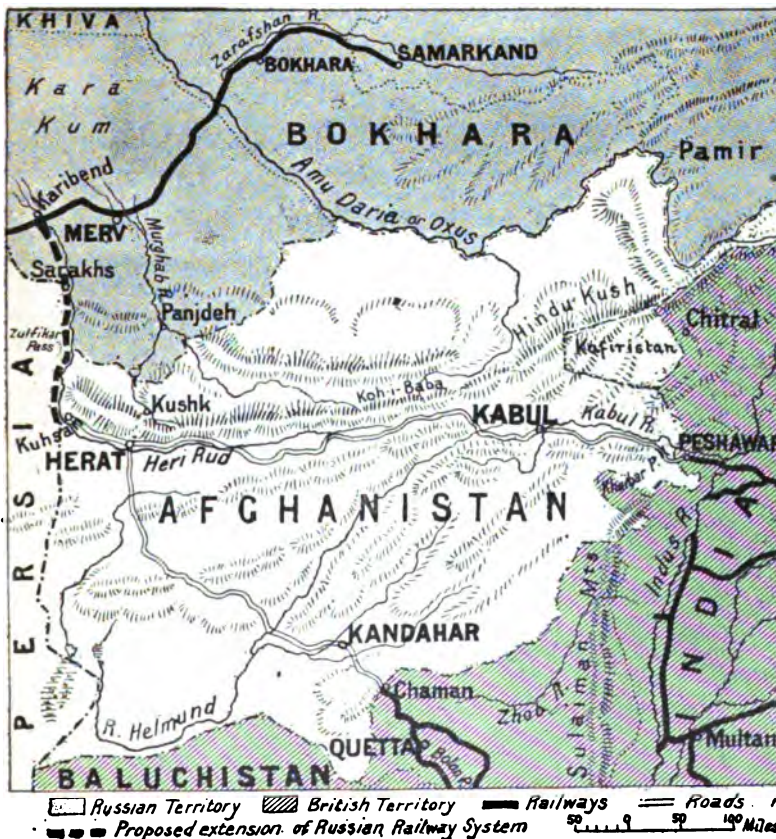 KHIVA
Zarafshan R.
SAMARKAND
BOKHARA
Kara
Kum
BOKHARA
Pamir
Karibend
Amu Daria or Oxus
MERV
Murghab R.
Sarakhs
Panjdeh
Hindu Kush
Chitral
Zulfikar
Pass
Kafiristan
Koh-i-Baba
Kushk
KABUL
Kabul R.
Kuhsan
PESHAWAR
HERAT
Heri Rud
Khaibar P.
AFGHANISTAN
PERSIA
Indus R.
INDIA
Sulaiman Mts
KANDAHAR
Chaman
Zhob R.
R. Helmund
QUETTA
Bolan P.
Multan
BALUCHISTAN
Russian Territory British Territory Railways Roads
Proposed extension of Russian Railway System 50 0 100 Miles